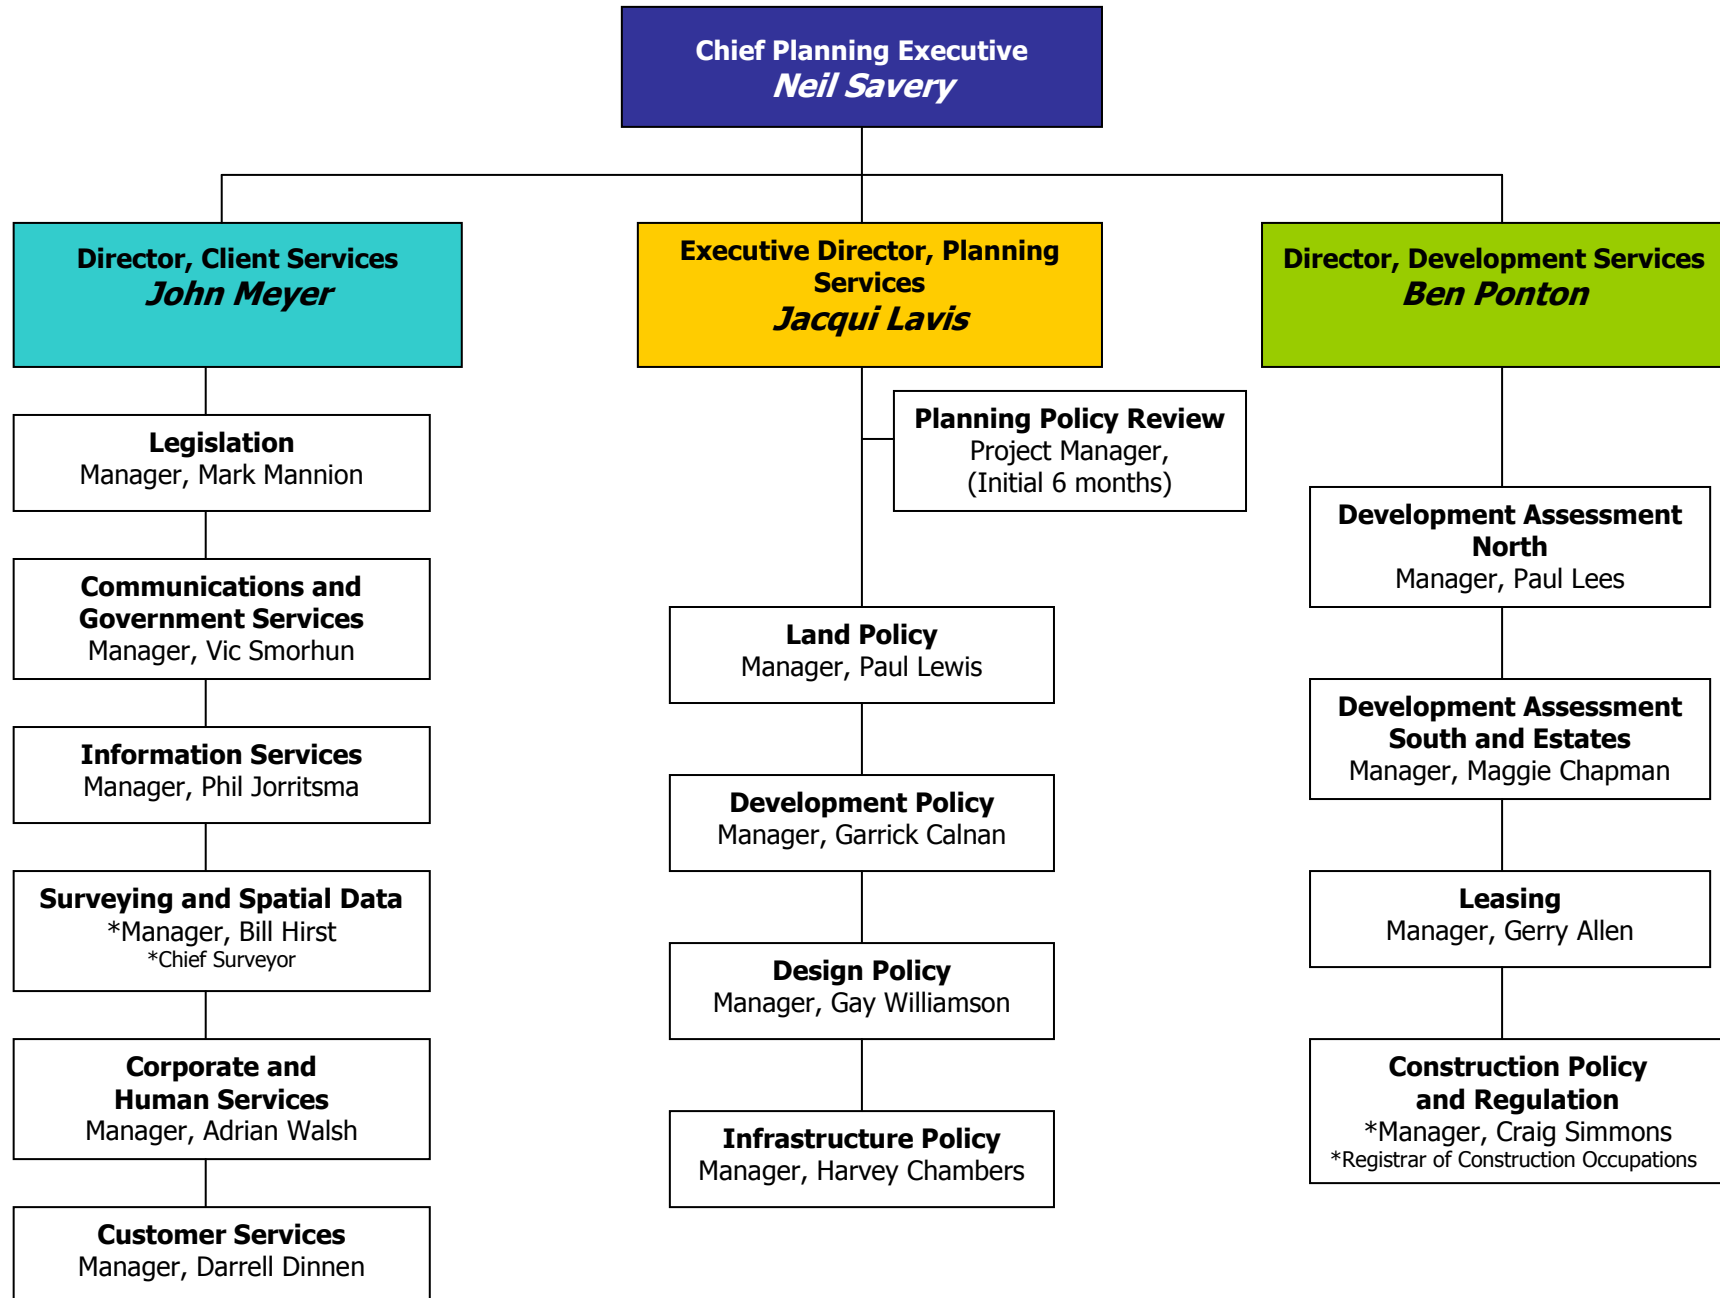 Chief Planning Executive
Neil Savery
Director, Client Services
John Meyer
Executive Director, Planning
Services
Jacqui Lavis
Director, Development Services
Ben Ponton
Legislation
Manager, Mark Mannion
Communications and
Government Services
Manager, Vic Smorhun
Information Services
Manager, Phil Jorritsma
Surveying and Spatial Data
*Manager, Bill Hirst
*Chief Surveyor
Corporate and
Human Services
Manager, Adrian Walsh
Customer Services
Manager, Darrell Dinnen
Planning Policy Review
Project Manager,
(Initial 6 months)
Land Policy
Manager, Paul Lewis
Development Policy
Manager, Garrick Calnan
Design Policy
Manager, Gay Williamson
Infrastructure Policy
Manager, Harvey Chambers
Development Assessment
North
Manager, Paul Lees
Development Assessment
South and Estates
Manager, Maggie Chapman
Leasing
Manager, Gerry Allen
Construction Policy
and Regulation
*Manager, Craig Simmons
*Registrar of Construction Occupations